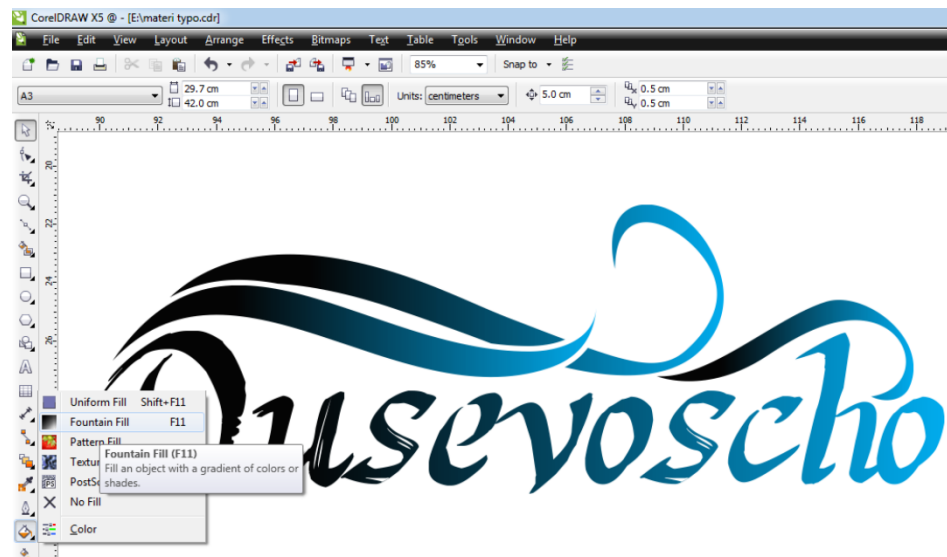 CorelDRAW X5 @ - [E:\materi typo.cdr]
File Edit View Layout Arrange Effects Bitmaps Text Table Tools Window Help
85% Snap to
A3 29.7 cm 42.0 cm Units: centimeters 5.0 cm 0.5 cm 0.5 cm
90 92 94 96 98 100 102 104 106 108 110 112 114 116 118
20
22
24
26
usevoscho
Uniform Fill Shift+F11
Fountain Fill F11
Pattern Fill
Fountain Fill (F11)
Fill an object with a gradient of colors or
shades.
No Fill
Color